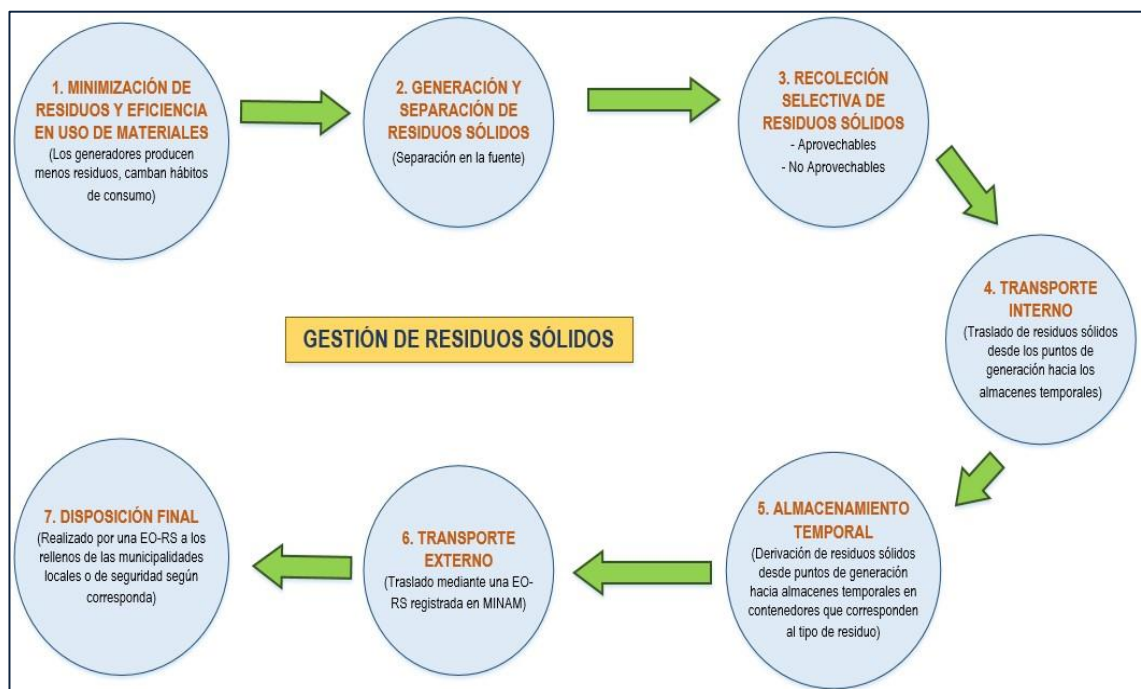 1. MINIMIZACIÓN DE
RESIDUOS Y EFICIENCIA
EN USO DE MATERIALES
(Los generadores producen
menos residuos, camban hábitos
de consumo)
2. GENERACIÓN Y
SEPARACIÓN DE
RESIDUOS SÓLIDOS
(Separación en la fuente)
3. RECOLECIÓN
SELECTIVA DE
RESIDUOS SÓLIDOS
- Aprovechables
- No Aprovechables
4. TRANSPORTE
INTERNO
(Traslado de residuos sólidos
desde los puntos de
generación hacia los
almacenes temporales)
GESTIÓN DE RESIDUOS SÓLIDOS
5. ALMACENAMIENTO
TEMPORAL
(Derivación de residuos sólidos
desde puntos de generación
hacia almacenes temporales en
contenedores que corresponden
al tipo de residuo)
6. TRANSPORTE
EXTERNO
(Traslado mediante una EO-
RS registrada en MINAM)
7. DISPOSICIÓN FINAL
(Realizado por una EO-RS a los
rellenos de las municipalidades
locales o de seguridad según
corresponda)